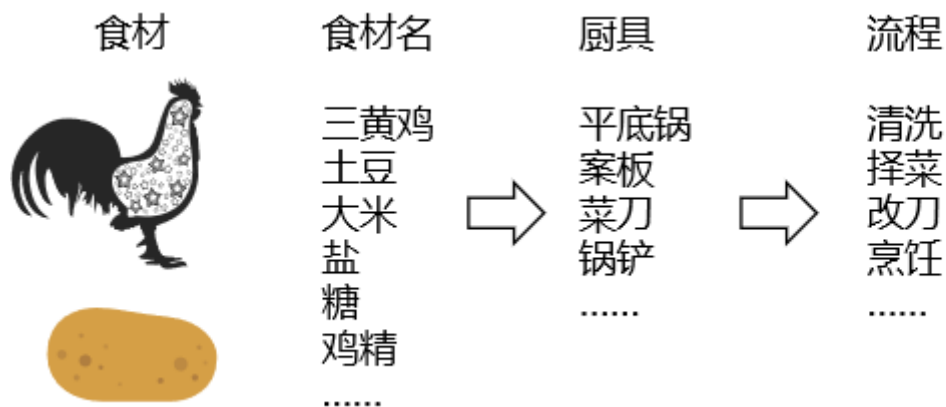 食材
食材名
厨具
流程
三黄鸡
土豆
大米
盐
糖
鸡精
......
平底锅
案板
菜刀
锅铲
......
清洗
择菜
改刀
烹饪
......